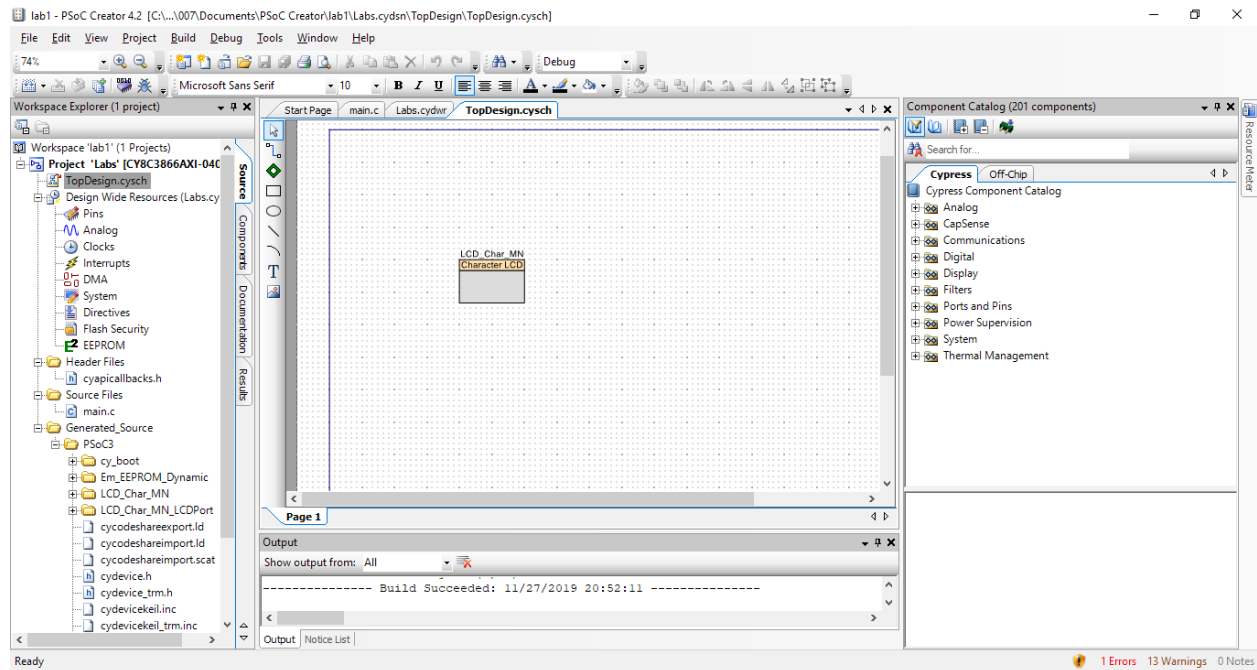 lab1 - PSoC Creator 4.2 [C:\...\007\Documents\PSoC Creator\lab1\Labs.cydsn\TopDesign\TopDesign.cysch]
File Edit View Project Build Debug Tools Window Help
74% Debug
Microsoft Sans Serif 10 B I U A
Workspace Explorer (1 project)
Workspace 'lab1' (1 Projects)
Project 'Labs' [CY8C3866AXI-040
TopDesign.cysch
Design Wide Resources (Labs.cy
Pins
Analog
Clocks
Interrupts
DMA
System
Directives
Flash Security
EEPROM
Header Files
cyapicallbacks.h
Source Files
main.c
Generated_Source
PSoC3
cy_boot
Em_EEPROM_Dynamic
LCD_Char_MN
LCD_Char_MN_LCDPort
cycodeshareexport.ld
cycodeshareimport.ld
cycodeshareimport.scat
cydevice.h
cydevice_trm.h
cydevicekeil.inc
cydevicekeil_trm.inc
Source
Components
Documentation
Results
Start Page main.c Labs.cydwr TopDesign.cysch
T
LCD_Char_MN
Character LCD
Page 1
Output
Show output from: All
--------------- Build Succeeded: 11/27/2019 20:52:11 ---------------
Output Notice List
Component Catalog (201 components)
Search for...
Cypress Off-Chip
Cypress Component Catalog
Analog
CapSense
Communications
Digital
Display
Filters
Ports and Pins
Power Supervision
System
Thermal Management
Resource Meter
Ready
1 Errors 13 Warnings 0 Notes